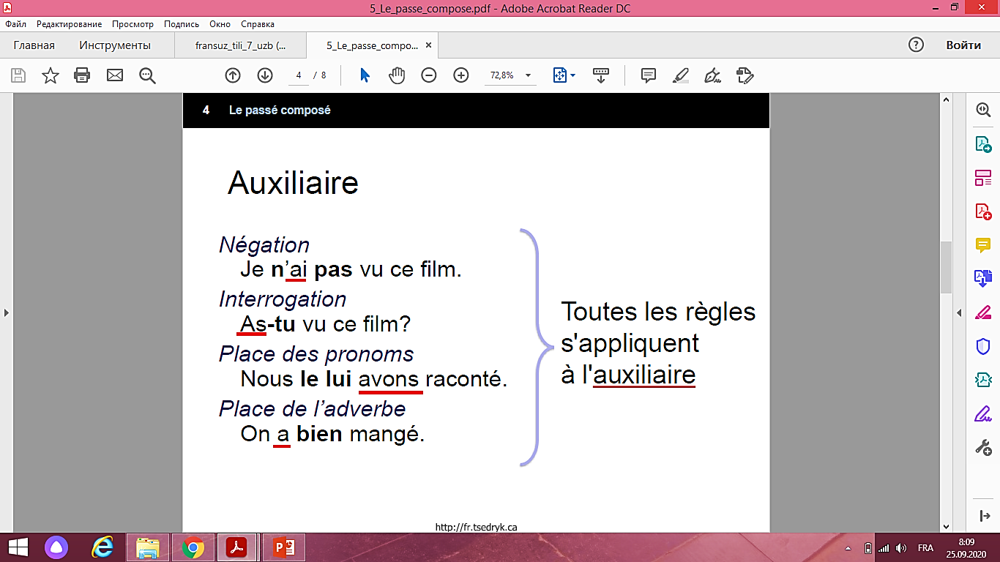 5_Le_passe_compose.pdf - Adobe Acrobat Reader DC
Файл Редактирование Просмотр Подпись Окно Справка
Главная Инструменты fransuz_tili_7_uzb (... 5_Le_passe_compo... × Войти
4 / 8 72,8%
4 Le passé composé
Auxiliaire
Négation
Je n’ai pas vu ce film.
Interrogation
As-tu vu ce film?
Place des pronoms
Nous le lui avons raconté.
Place de l’adverbe
On a bien mangé.
Toutes les règles
s'appliquent
à l'auxiliaire
http://fr.tsedryk.ca
FRA
8:09
25.09.2020